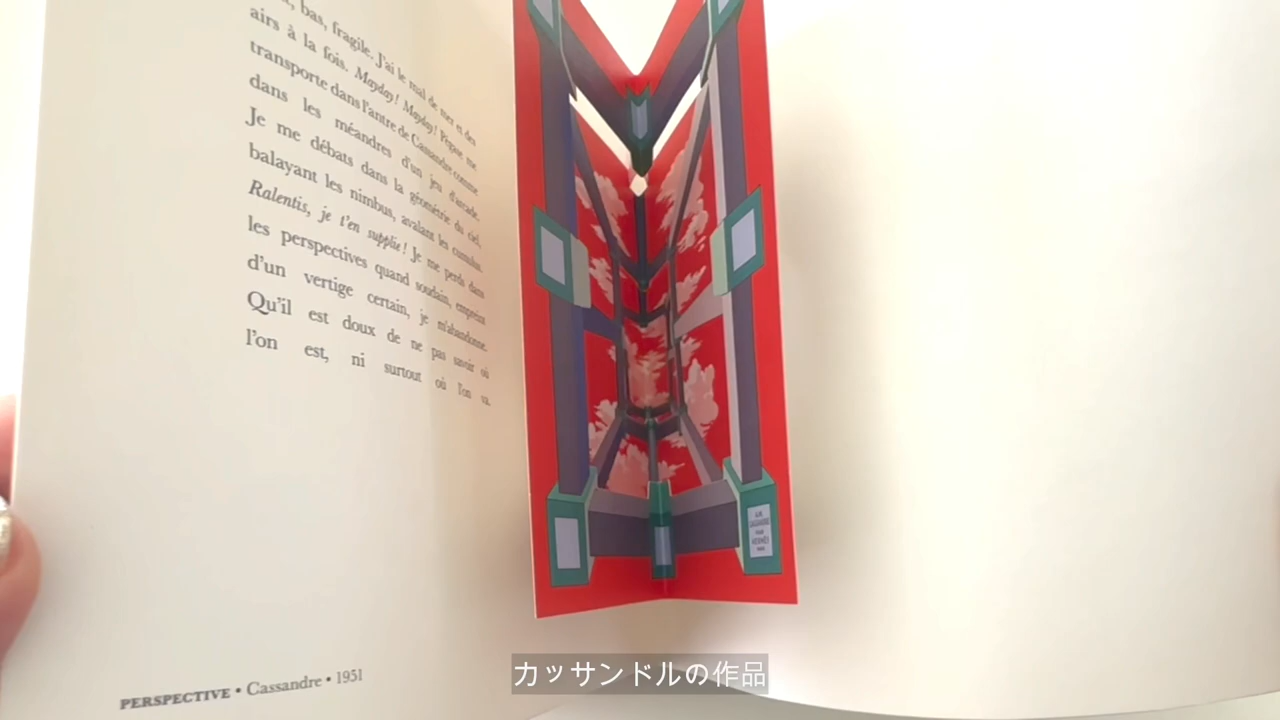 bas, fragile. J'ai le mal de mer et des
airs à la fois. Mayday! Mayday! Pégase me
transporte dans l'antre de Cassandre comme
dans les méandres d'un jeu d'arcade.
Je me débats dans la géométrie du ciel,
balayant les nimbus, avalant les cumulus.
Ralentis, je t'en supplie! Je me perds dans
les perspectives quand soudain, empreint
d'un vertige certain, je m'abandonne.
Qu'il est doux de ne pas savoir où
l'on est, ni surtout où l'on va.
PERSPECTIVE • Cassandre • 1951
カッサンドルの作品